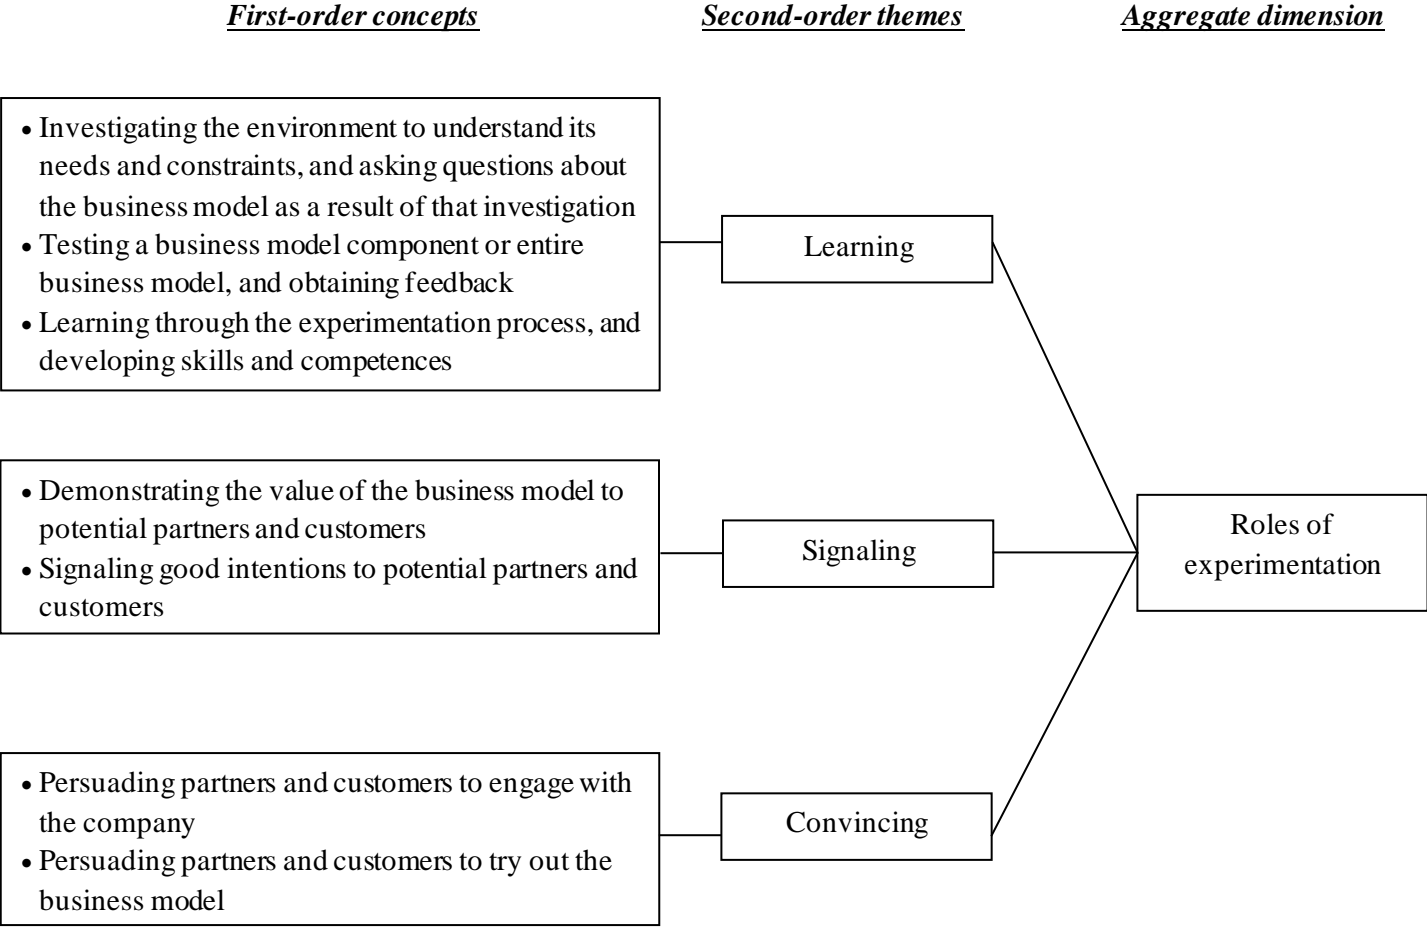 First-order concepts
Second-order themes
Aggregate dimension
• Investigating the environment to understand its
needs and constraints, and asking questions about
the business model as a result of that investigation
• Testing a business model component or entire
business model, and obtaining feedback
• Learning through the experimentation process, and
developing skills and competences
Learning
• Demonstrating the value of the business model to
potential partners and customers
• Signaling good intentions to potential partners and
customers
Signaling
Roles of
experimentation
• Persuading partners and customers to engage with
the company
• Persuading partners and customers to try out the
business model
Convincing